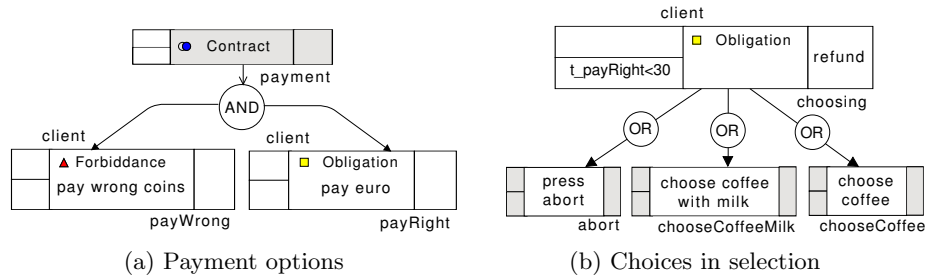 Contract
payment
AND
client
Forbiddance
pay wrong coins
payWrong
client
Obligation
pay euro
payRight
(a) Payment options
client
Obligation
t_payRight<30
refund
choosing
OR
OR
OR
press
abort
abort
choose coffee
with milk
chooseCoffeeMilk
choose
coffee
chooseCoffee
(b) Choices in selection